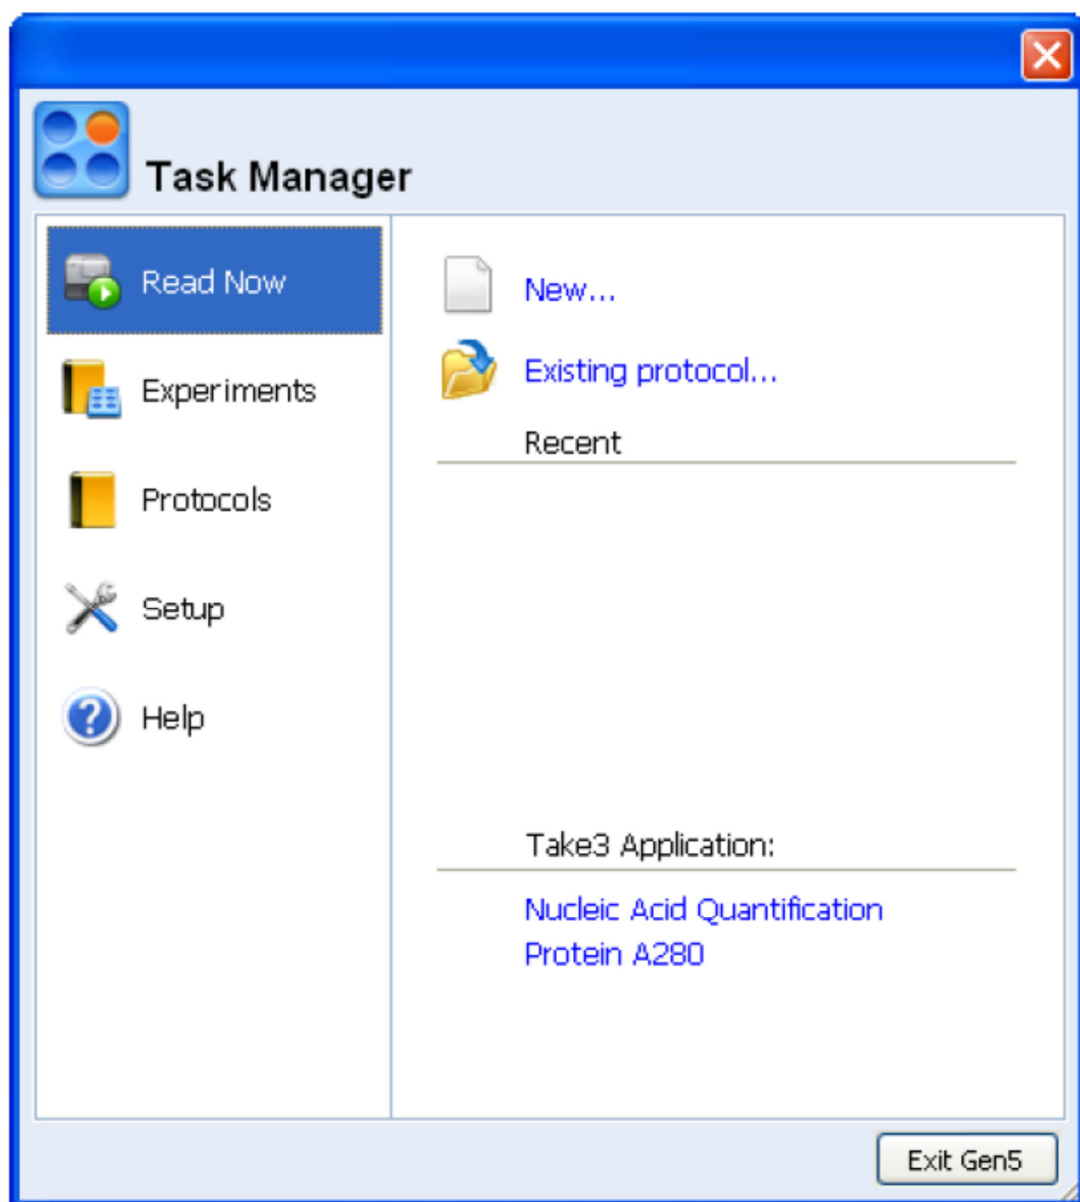 Task Manager
Read Now
Experiments
Protocols
Setup
Help
New...
Existing protocol...
Recent
Take3 Application:
Nucleic Acid Quantification
Protein A280
Exit Gen5